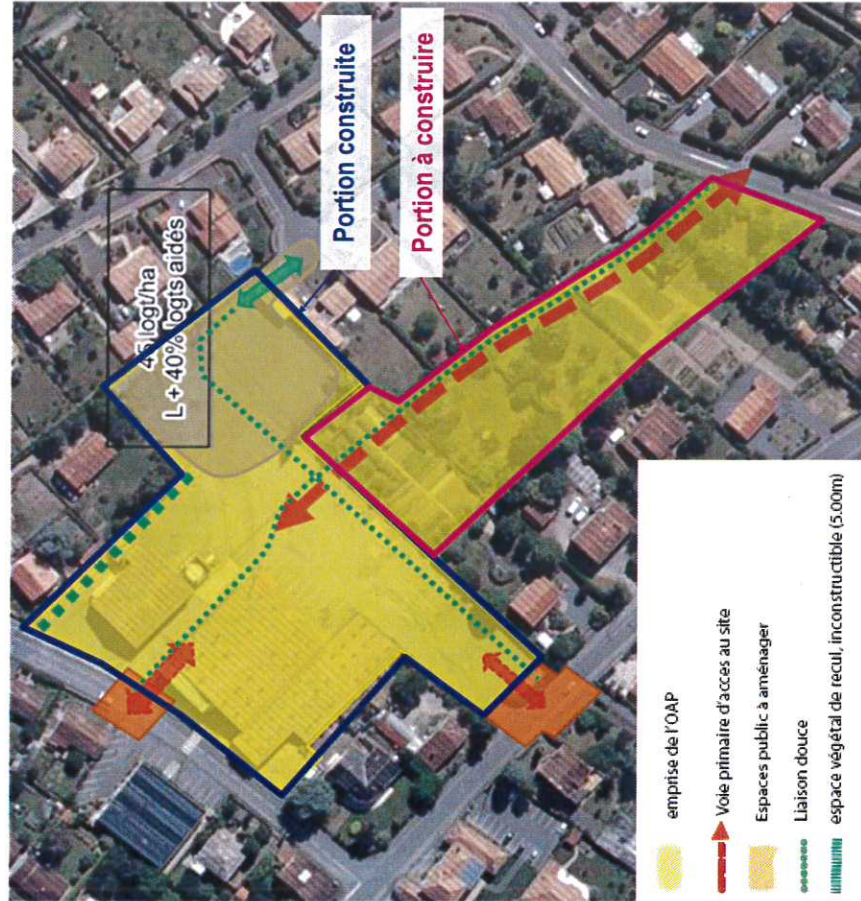 45 logt/ha
L + 40% logts aidés
Portion construite
Portion à construire
emprise de l'OAP
Voie primaire d'acces au site
Espaces public à aménager
Liaison douce
espace végétal de recul, inconstructible (5.00m)